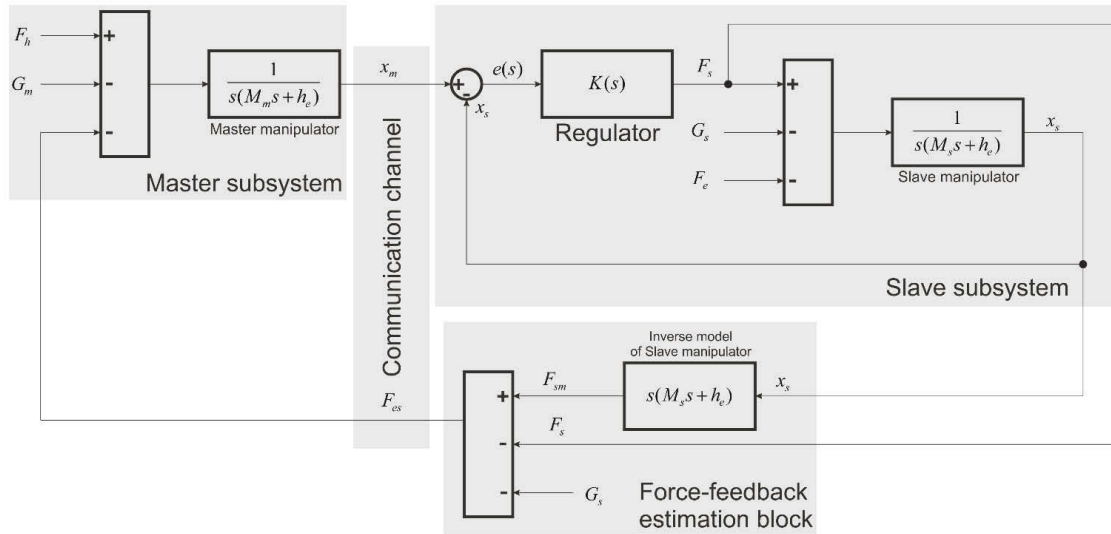 F_h
+
G_m
-
-
1
s(M_m s + h_e)
Master manipulator
Master subsystem
x_m
Communication channel
F_es
+
-
x_s
e(s)
K(s)
Regulator
F_s
+
G_s
-
F_e
-
1
s(M_s s + h_e)
Slave manipulator
x_s
Slave subsystem
Inverse model
of Slave manipulator
s(M_s s + h_e)
x_s
F_sm
+
F_s
-
G_s
-
Force-feedback
estimation block